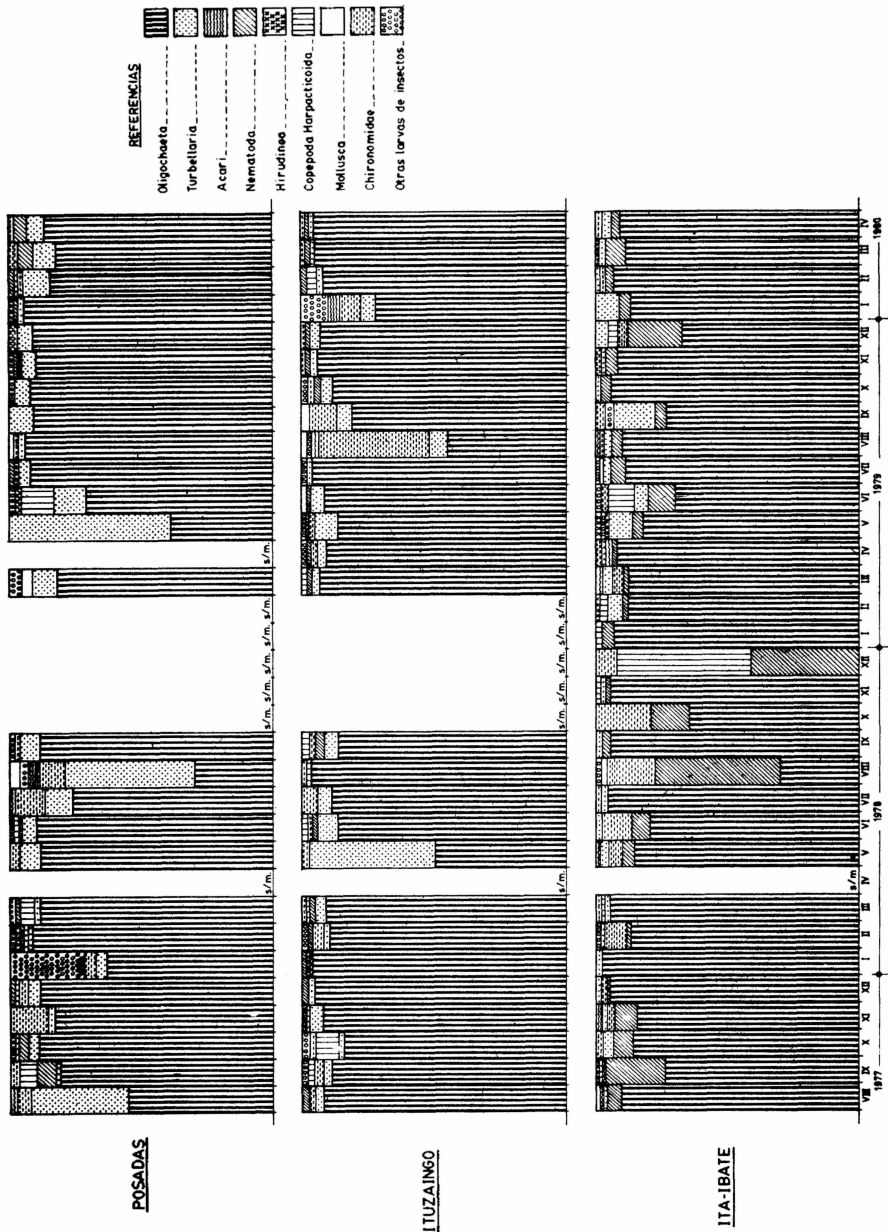 REFERENCIAS
Oligochaeta
Turbellaria
Acari
Nematoda
Hirudinea
Copepoda Harpacticoida
Mollusca
Chironomidae
Otras larvas de insectos
POSADAS
s/m. s/m. s/m. s/m. s/m. s/m. s/m.
ITUZAINGO
s/m. s/m. s/m. s/m. s/m. s/m.
ITA-IBATE
s/m
VIII IX X XI XII I II III IV V VI VII VIII IX X XI XII I II III IV V VI VII VIII IX X XI XII I II III IV
1977 1978 1979 1980